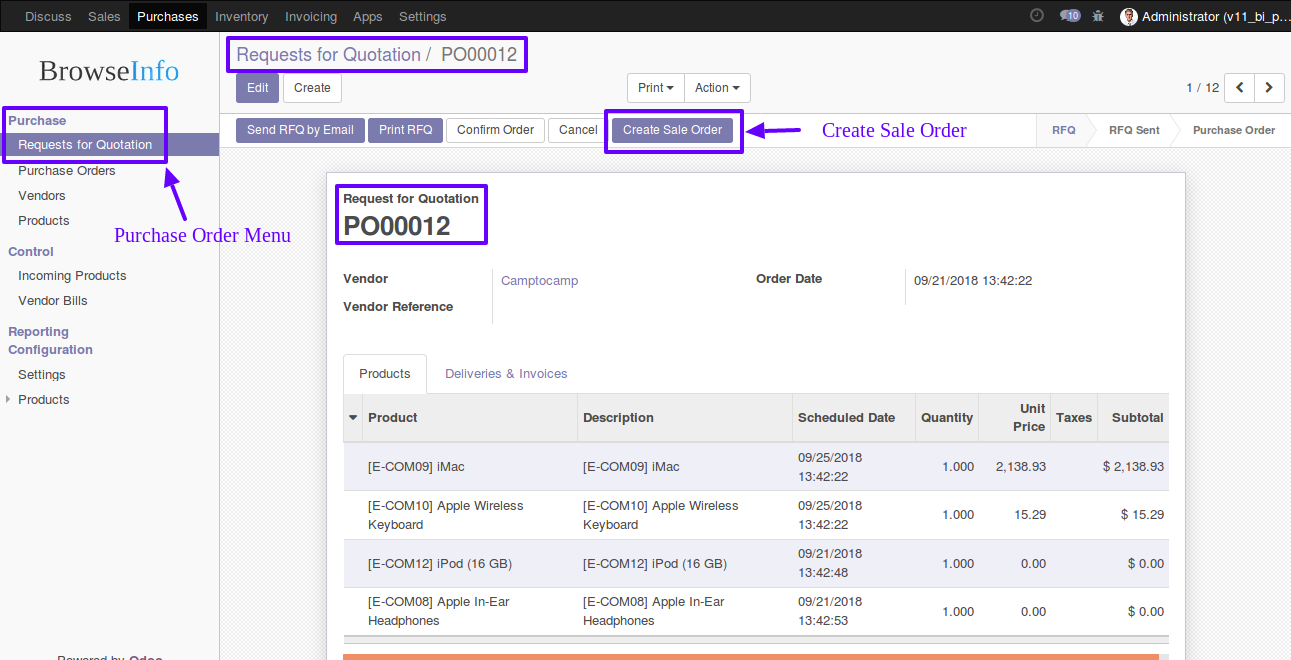 Discuss Sales Purchases Inventory Invoicing Apps Settings 10 Administrator (v11_bi_p...
BrowseInfo
Requests for Quotation / PO00012
Edit Create Print Action 1 / 12
Send RFQ by Email Print RFQ Confirm Order Cancel Create Sale Order Create Sale Order RFQ RFQ Sent Purchase Order
Purchase
Requests for Quotation
Purchase Orders
Vendors
Products
Purchase Order Menu
Control
Incoming Products
Vendor Bills
Reporting
Configuration
Settings
Products
Powered by Odoo
Request for Quotation
PO00012
Vendor Camptocamp Order Date 09/21/2018 13:42:22
Vendor Reference
Products Deliveries & Invoices
Product Description Scheduled Date Quantity Unit Price Taxes Subtotal
[E-COM09] iMac [E-COM09] iMac 09/25/2018 13:42:22 1.000 2,138.93 $ 2,138.93
[E-COM10] Apple Wireless Keyboard [E-COM10] Apple Wireless Keyboard 09/25/2018 13:42:22 1.000 15.29 $ 15.29
[E-COM12] iPod (16 GB) [E-COM12] iPod (16 GB) 09/21/2018 13:42:48 1.000 0.00 $ 0.00
[E-COM08] Apple In-Ear Headphones [E-COM08] Apple In-Ear Headphones 09/21/2018 13:42:53 1.000 0.00 $ 0.00